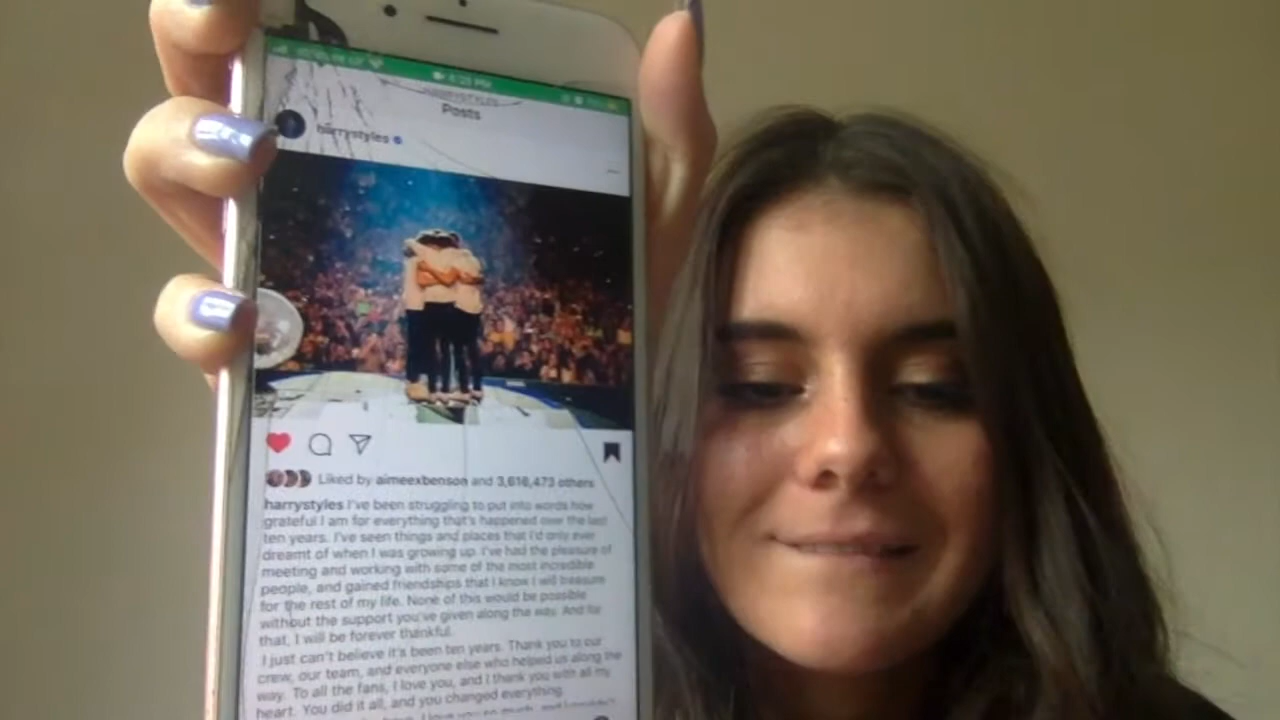 HARRYSTYLES
Posts
harrystyles
Liked by aimeexbenson and 3,616,473 others
harrystyles I've been struggling to put into words how
grateful I am for everything that's happened over the last
ten years. I've seen things and places that I'd only ever
dreamt of when I was growing up. I've had the pleasure of
meeting and working with some of the most incredible
people, and gained friendships that I know I will treasure
for the rest of my life. None of this would be possible
without the support you've given along the way. And for
that, I will be forever thankful.
I just can't believe it's been ten years. Thank you to our
crew, our team, and everyone else who helped us along the
way. To all the fans, I love you, and I thank you with all my
heart. You did it all, and you changed everything.
I love you so much, and I couldn't